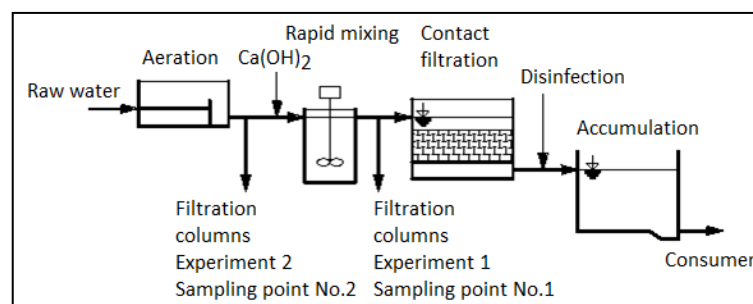 Raw water
Aeration
Ca(OH)2
Rapid mixing
Contact
filtration
Disinfection
Accumulation
Filtration
columns
Experiment 2
Sampling point No.2
Filtration
columns
Experiment 1
Sampling point No.1
Consumer